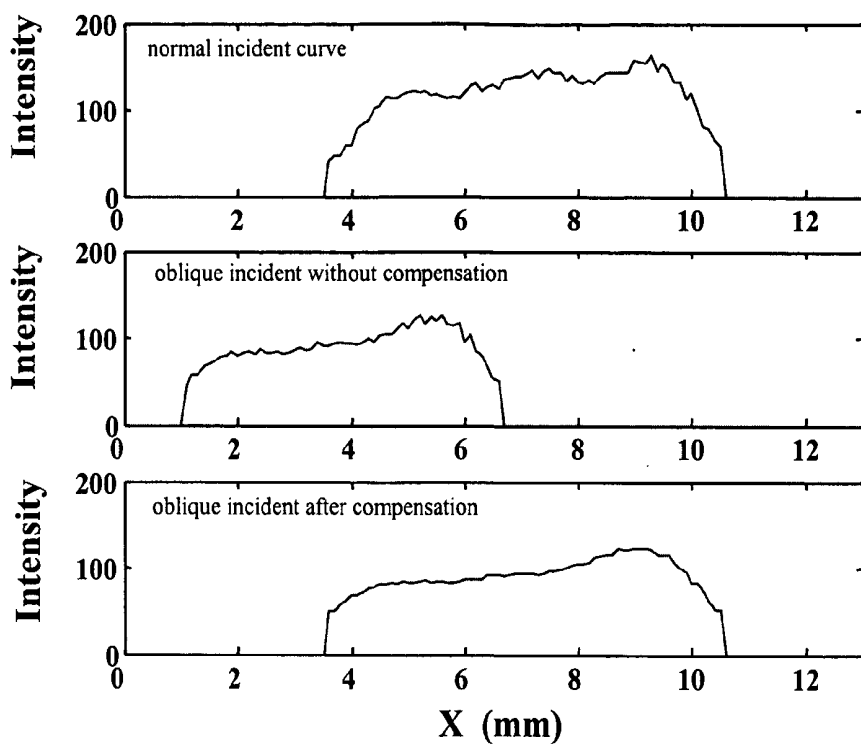 200
normal incident curve
100
0
Intensity
0 2 4 6 8 10 12
200
oblique incident without compensation
100
0
Intensity
0 2 4 6 8 10 12
200
oblique incident after compensation
100
0
Intensity
0 2 4 6 8 10 12
X (mm)